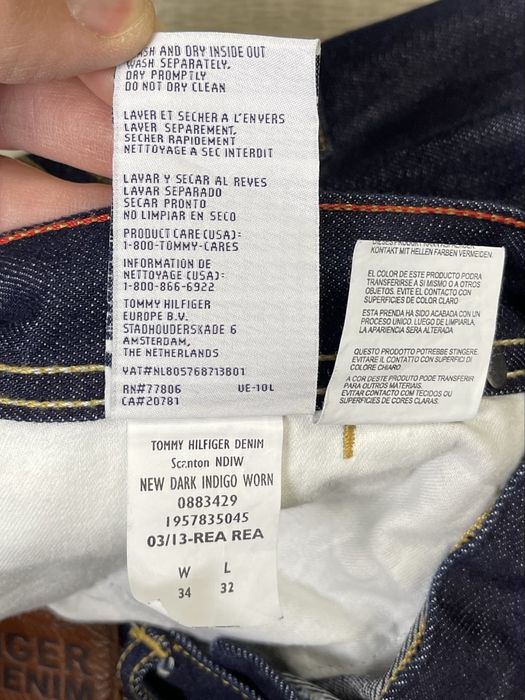 WASH AND DRY INSIDE OUT
WASH SEPARATELY.
DRY PROMPTLY
DO NOT DRY CLEAN
LAVER ET SECHER A L'ENVERS
LAVER SEPAREMENT.
SECHER RAPIDEMENT
NETTOYAGE A SEC INTERDIT
LAVAR Y SECAR AL REVES
LAVAR SEPARADO
SECAR PRONTO
NO LIMPIAR EN SECO
PRODUCT CARE (USA):
1-800-TOMMY-CARES
INFORMATION DE
NETTOYAGE (USA):
1-800-866-6922
TOMMY HILFIGER
EUROPE B.V.
STADHOUDERSKADE 6
AMSTERDAM,
THE NETHERLANDS
VAT#NL805768713B01
RN#77806 UE-10L
CA#20781
KONTAKT MIT HELLEN FARBEN VERMEIDEN.
EL COLOR DE ESTE PRODUCTO PODRA
TRANSFERIRSE A SI MISMO O A OTROS
OBJETOS. EVITE EL CONTACTO CON
SUPERFICIES DE COLOR CLARO
ESTA PRENDA HA SIDO ACABADA CON UN
PROCESO UNICO. LUEGO DE LIMPIARLA,
LA APARIENCIA SERA ALTERADA
QUESTO PRODOTTO POTREBBE STINGERE.
EVITARE IL CONTATTO CON SUPERFICI DI
COLORE CHIARO
A COR DESTE PRODUTO PODE TRANSFERIR
PARA OUTROS MATERIAIS.
EVITAR CONTACTO COM TECIDOS OU
SUPERFICIES DE CORES CLARAS.
TOMMY HILFIGER DENIM
Scanton NDIW
NEW DARK INDIGO WORN
0883429
1957835045
03/13-REA REA
W L
34 32
GER
ENIM